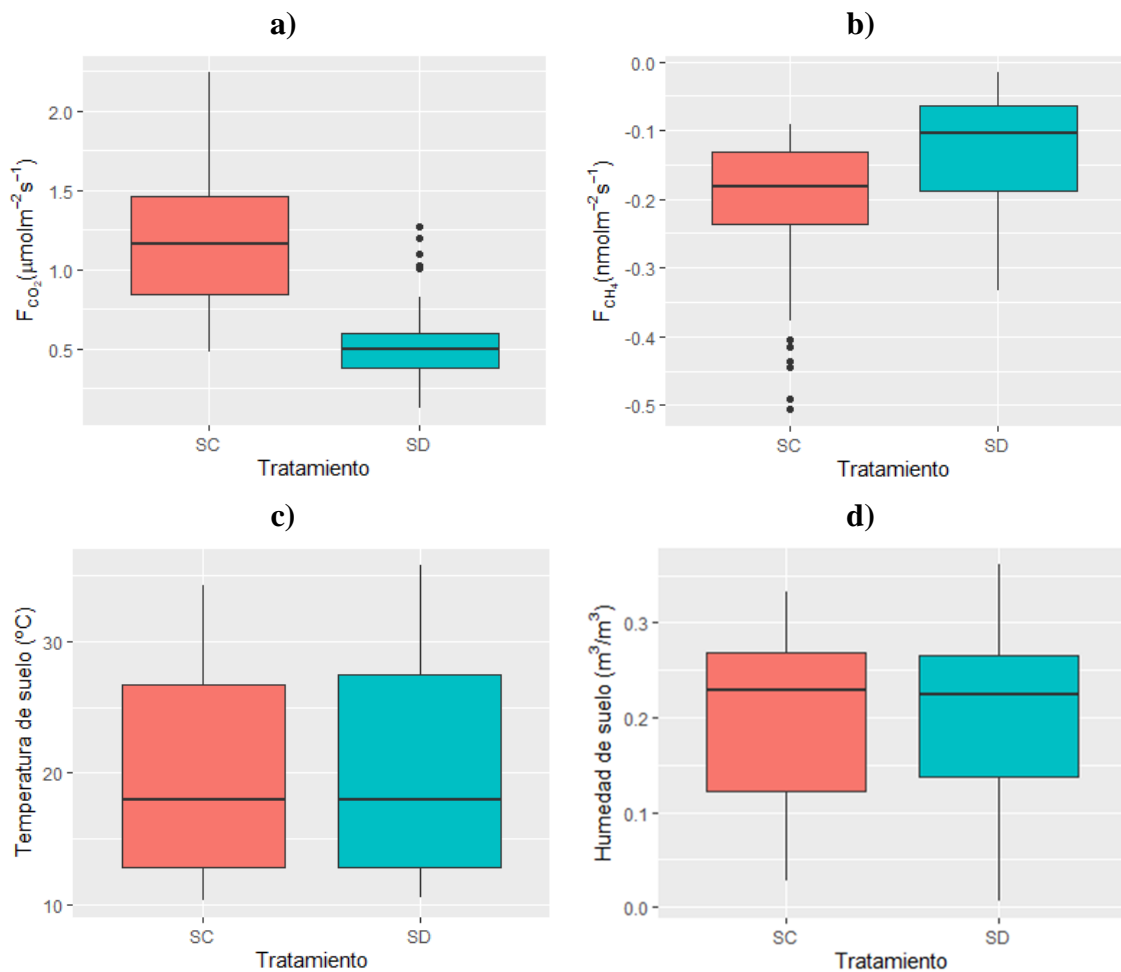 a)
F_CO₂(μmolm⁻²s⁻¹)
2.0
1.5
1.0
0.5
SC SD
Tratamiento
b)
F_CH₄(nmolm⁻²s⁻¹)
0.0
-0.1
-0.2
-0.3
-0.4
-0.5
SC SD
Tratamiento
c)
Temperatura de suelo (ºC)
30
20
10
SC SD
Tratamiento
d)
Humedad de suelo (m³/m³)
0.3
0.2
0.1
0.0
SC SD
Tratamiento